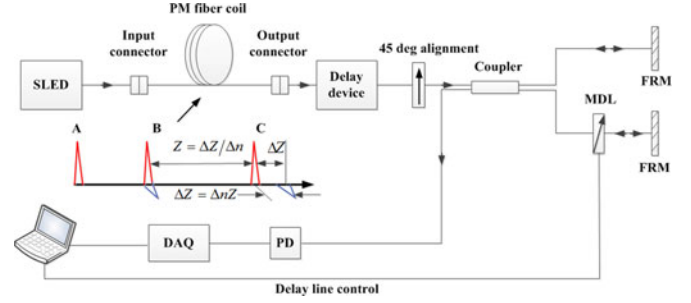 PM fiber coil
Input
connector
Output
connector
45 deg alignment
Coupler
SLED
Delay
device
FRM
MDL
FRM
A
B
C
Z = ΔZ/Δn
ΔZ
ΔZ = ΔnZ
DAQ
PD
Delay line control